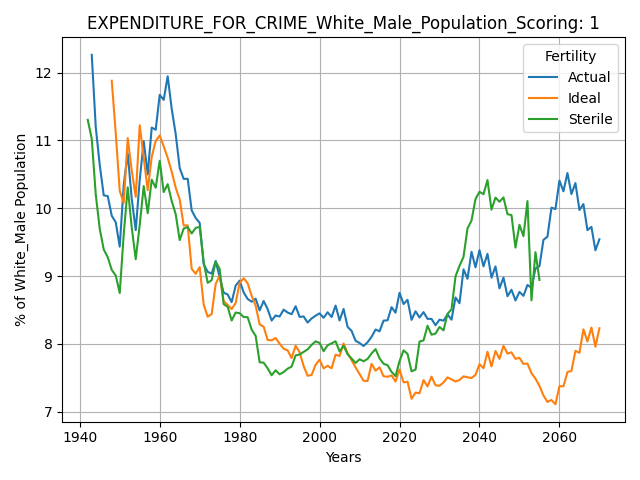 EXPENDITURE_FOR_CRIME_White_Male_Population_Scoring: 1
Fertility
Actual
Ideal
Sterile
% of White_Male Population
12
11
10
9
8
7
1940
1960
1980
2000
2020
2040
2060
Years